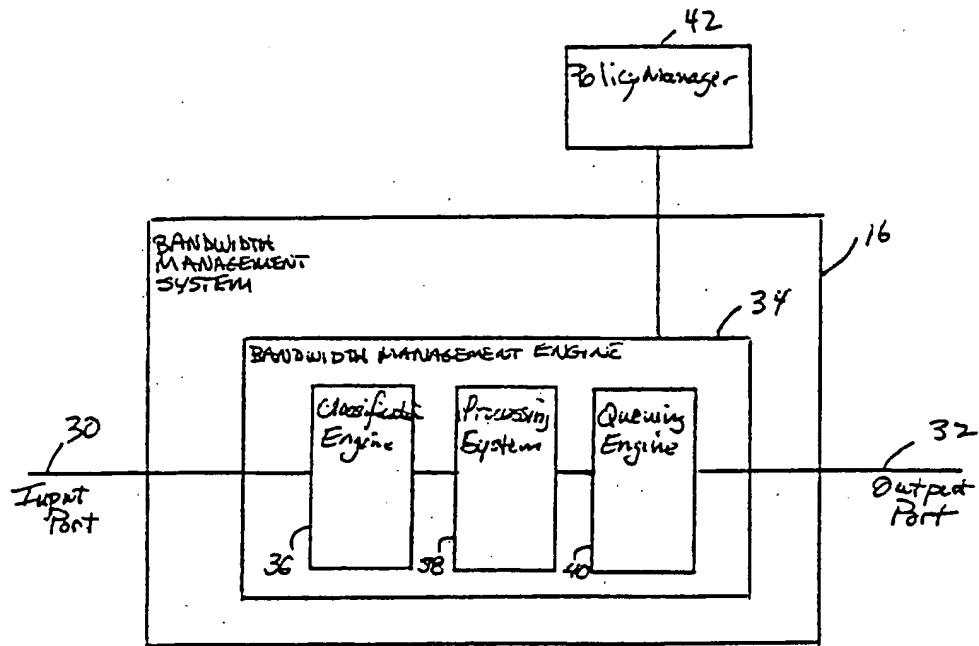 42
Policy Manager
BANDWIDTH
MANAGEMENT
SYSTEM
16
34
BANDWIDTH MANAGEMENT ENGINE
Engine
Processing
System
Queuing
Engine
30
Input
Port
32
Output
Port
36
38
40